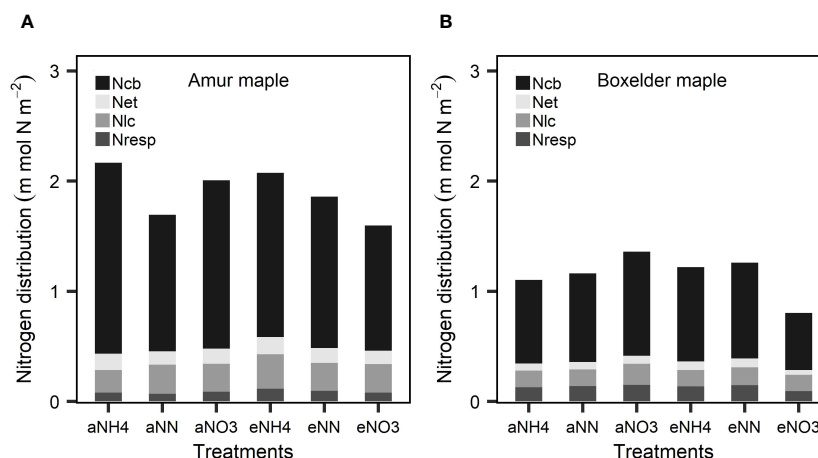 A
Nitrogen distribution (m mol N m−2)
3
2
1
0
Amur maple
Ncb
Net
Nlc
Nresp
aNH4 aNN aNO3 eNH4 eNN eNO3
Treatments
B
Nitrogen distribution (m mol N m−2)
3
2
1
0
Boxelder maple
Ncb
Net
Nlc
Nresp
aNH4 aNN aNO3 eNH4 eNN eNO3
Treatments